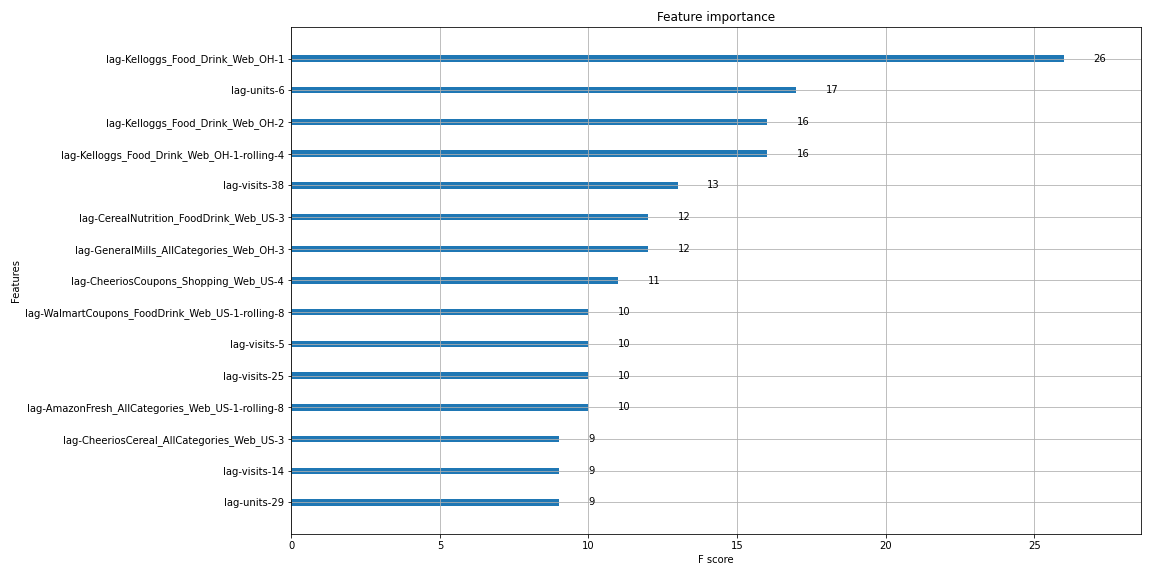 Feature importance
lag-Kelloggs_Food_Drink_Web_OH-1 26
lag-units-6 17
lag-Kelloggs_Food_Drink_Web_OH-2 16
lag-Kelloggs_Food_Drink_Web_OH-1-rolling-4 16
lag-visits-38 13
lag-CerealNutrition_FoodDrink_Web_US-3 12
lag-GeneralMills_AllCategories_Web_OH-3 12
lag-CheeriosCoupons_Shopping_Web_US-4 11
lag-WalmartCoupons_FoodDrink_Web_US-1-rolling-8 10
lag-visits-5 10
lag-visits-25 10
lag-AmazonFresh_AllCategories_Web_US-1-rolling-8 10
lag-CheeriosCereal_AllCategories_Web_US-3 9
lag-visits-14 9
lag-units-29 9
Features
0 5 10 15 20 25
F score